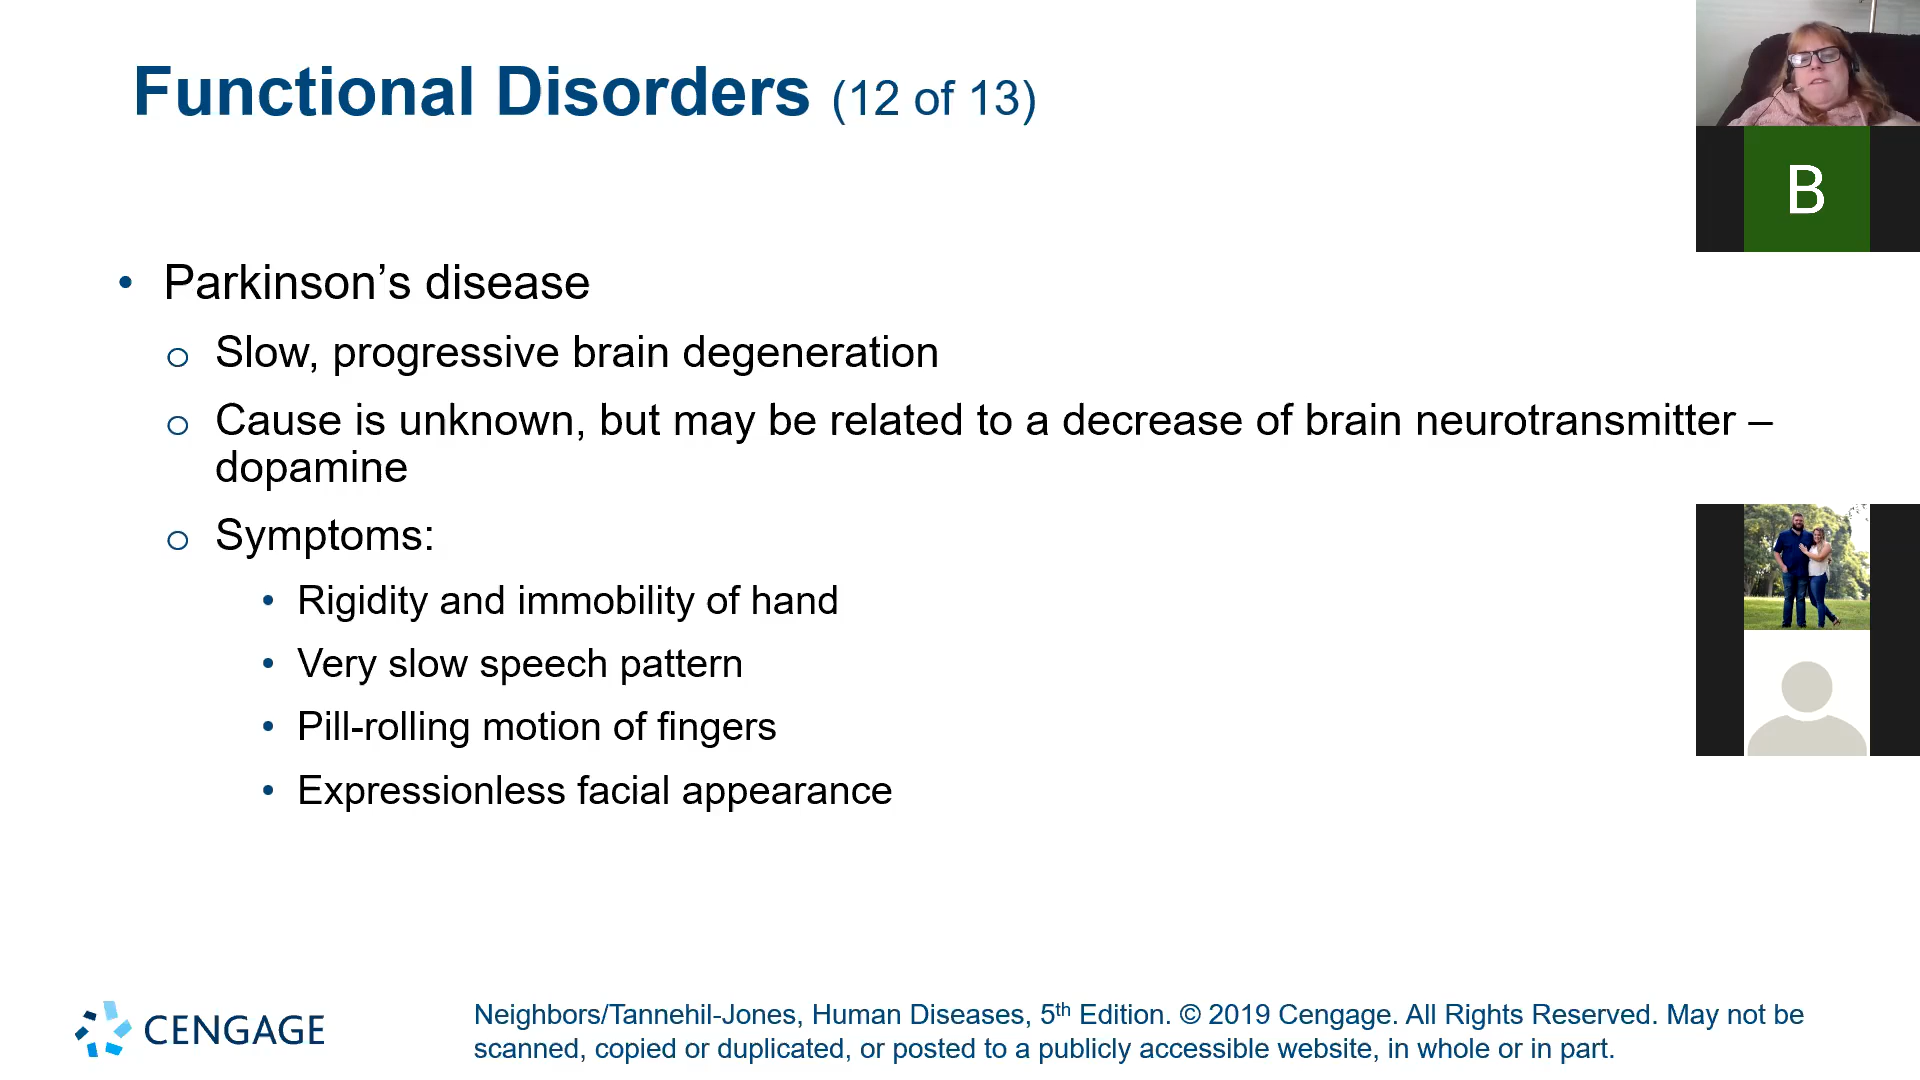 Functional Disorders (12 of 13)
B
• Parkinson’s disease
o Slow, progressive brain degeneration
o Cause is unknown, but may be related to a decrease of brain neurotransmitter –
dopamine
o Symptoms:
• Rigidity and immobility of hand
• Very slow speech pattern
• Pill-rolling motion of fingers
• Expressionless facial appearance
CENGAGE
Neighbors/Tannehil-Jones, Human Diseases, 5th Edition. © 2019 Cengage. All Rights Reserved. May not be
scanned, copied or duplicated, or posted to a publicly accessible website, in whole or in part.